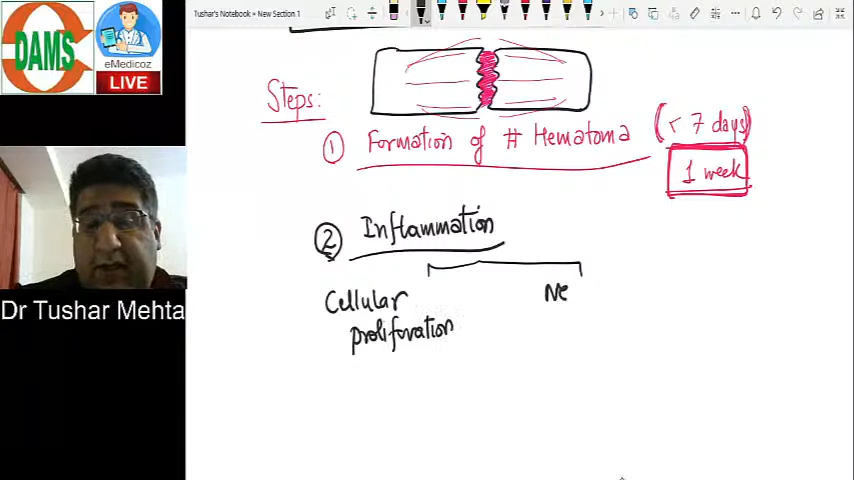 DAMS
eMedicoz
LIVE
Tushar's Notebook » New Section 1
Steps:
① Formation of # Hematoma (< 7 days)
1 week
② Inflammation
Cellular
proliferation
Ne
Dr Tushar Mehta